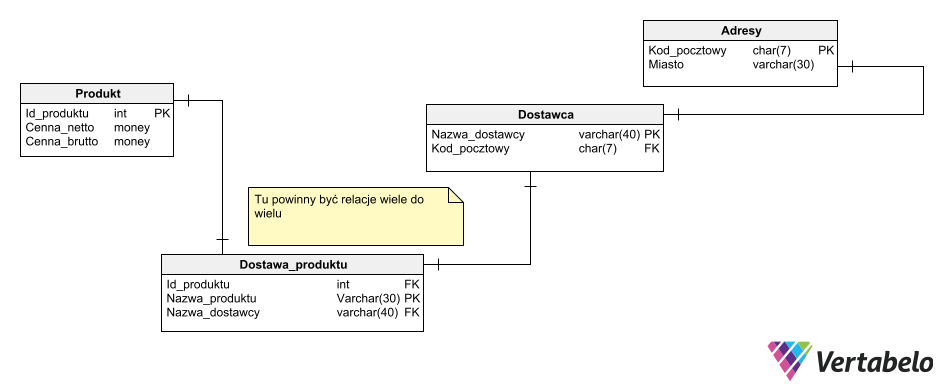 Adresy
Kod_pocztowy char(7) PK
Miasto varchar(30)
Produkt
Id_produktu int PK
Cenna_netto money
Cenna_brutto money
Dostawca
Nazwa_dostawcy varchar(40) PK
Kod_pocztowy char(7) FK
Tu powinny być relacje wiele do
wielu
Dostawa_produktu
Id_produktu int FK
Nazwa_produktu Varchar(30) PK
Nazwa_dostawcy varchar(40) FK
Vertabelo